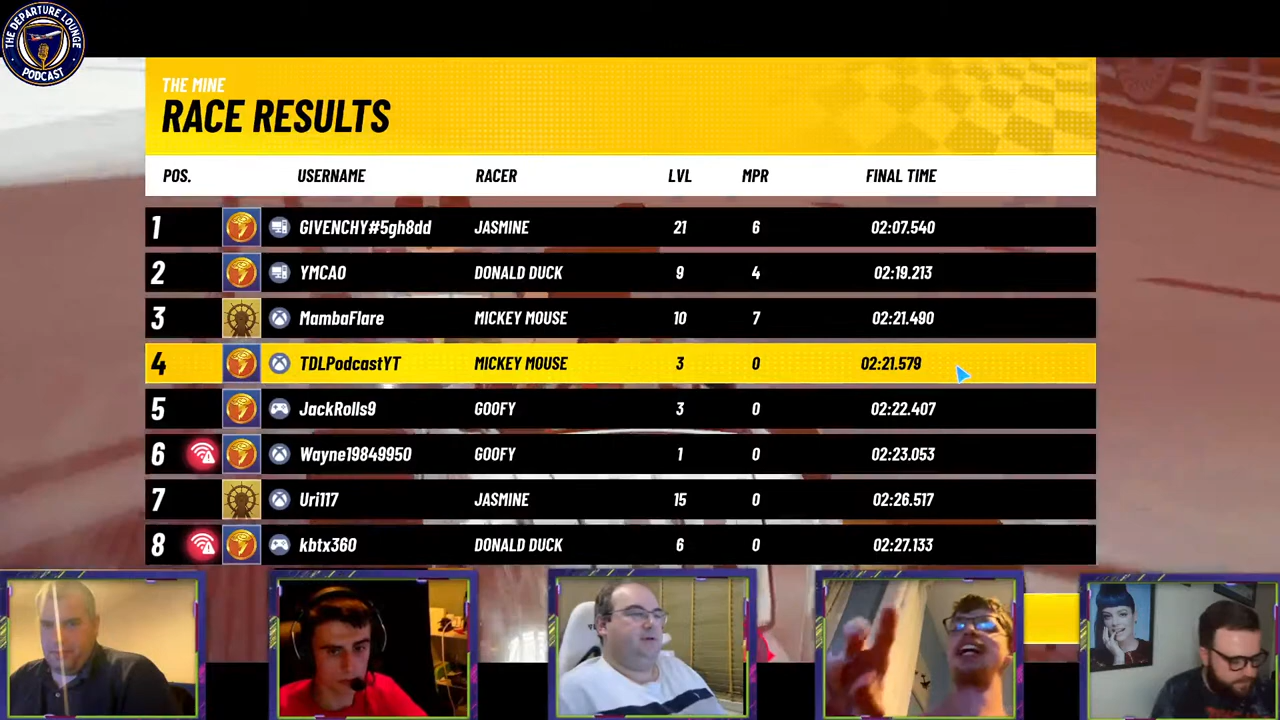 THE DEPARTURE LOUNGE
PODCAST
THE MINE
RACE RESULTS
POS. USERNAME RACER LVL MPR FINAL TIME
1 GIVENCHY#5gh8dd JASMINE 21 6 02:07.540
2 YMCAO DONALD DUCK 9 4 02:19.213
3 MambaFlare MICKEY MOUSE 10 7 02:21.490
4 TDLPodcastYT MICKEY MOUSE 3 0 02:21.579
5 JackRolls9 GOOFY 3 0 02:22.407
6 Wayne19849950 GOOFY 1 0 02:23.053
7 Uri117 JASMINE 15 0 02:26.517
8 kbtx360 DONALD DUCK 6 0 02:27.133